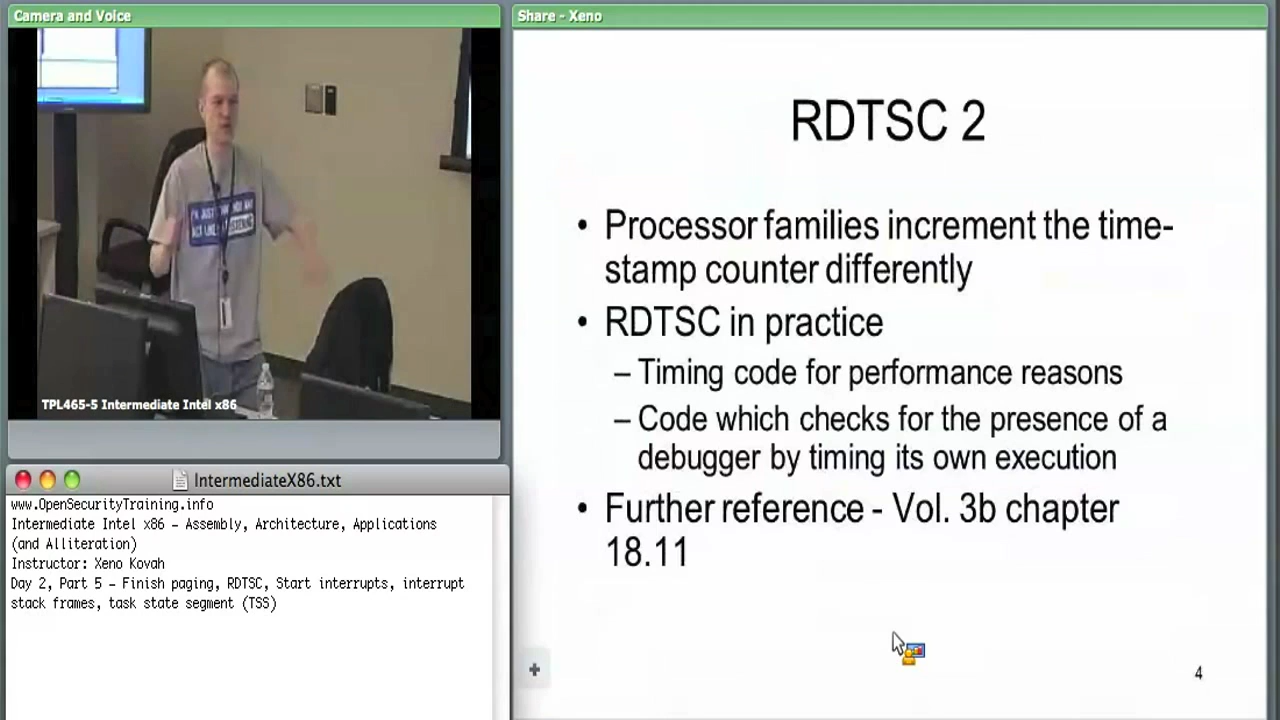 Camera and Voice
TPL465-5 Intermediate Intel x86
IntermediateX86.txt
www.OpenSecurityTraining.info
Intermediate Intel x86 – Assembly, Architecture, Applications
(and Alliteration)
Instructor: Xeno Kovah
Day 2, Part 5 – Finish paging, RDTSC, Start interrupts, interrupt
stack frames, task state segment (TSS)
Share - Xeno
RDTSC 2
• Processor families increment the time-
stamp counter differently
• RDTSC in practice
– Timing code for performance reasons
– Code which checks for the presence of a
debugger by timing its own execution
• Further reference - Vol. 3b chapter
18.11
4